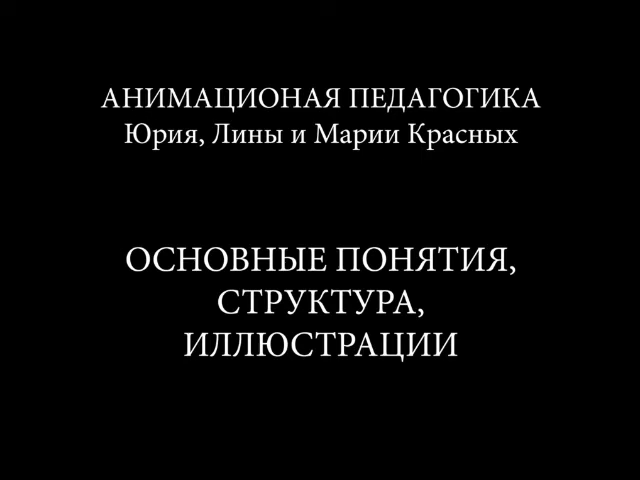 АНИМАЦИОНАЯ ПЕДАГОГИКА
Юрия, Лины и Марии Красных
ОСНОВНЫЕ ПОНЯТИЯ,
СТРУКТУРА,
ИЛЛЮСТРАЦИИ